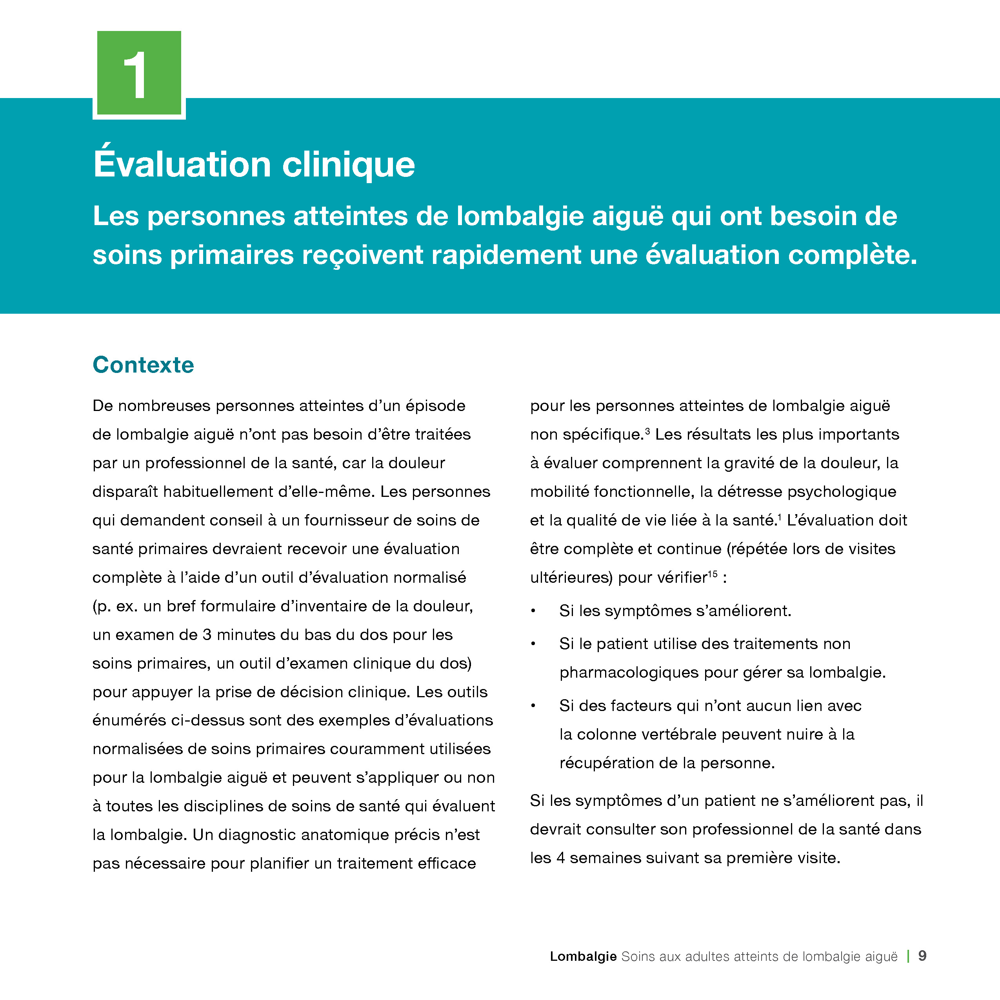 1
Évaluation clinique
Les personnes atteintes de lombalgie aiguë qui ont besoin de
soins primaires reçoivent rapidement une évaluation complète.
Contexte
De nombreuses personnes atteintes d’un épisode
de lombalgie aiguë n’ont pas besoin d’être traitées
par un professionnel de la santé, car la douleur
disparaît habituellement d’elle-même. Les personnes
qui demandent conseil à un fournisseur de soins de
santé primaires devraient recevoir une évaluation
complète à l’aide d’un outil d’évaluation normalisé
(p. ex. un bref formulaire d’inventaire de la douleur,
un examen de 3 minutes du bas du dos pour les
soins primaires, un outil d’examen clinique du dos)
pour appuyer la prise de décision clinique. Les outils
énumérés ci-dessus sont des exemples d’évaluations
normalisées de soins primaires couramment utilisées
pour la lombalgie aiguë et peuvent s’appliquer ou non
à toutes les disciplines de soins de santé qui évaluent
la lombalgie. Un diagnostic anatomique précis n’est
pas nécessaire pour planifier un traitement efficace
pour les personnes atteintes de lombalgie aiguë
non spécifique.³ Les résultats les plus importants
à évaluer comprennent la gravité de la douleur, la
mobilité fonctionnelle, la détresse psychologique
et la qualité de vie liée à la santé.¹ L’évaluation doit
être complète et continue (répétée lors de visites
ultérieures) pour vérifier¹⁵ :
• Si les symptômes s’améliorent.
• Si le patient utilise des traitements non
pharmacologiques pour gérer sa lombalgie.
• Si des facteurs qui n’ont aucun lien avec
la colonne vertébrale peuvent nuire à la
récupération de la personne.
Si les symptômes d’un patient ne s’améliorent pas, il
devrait consulter son professionnel de la santé dans
les 4 semaines suivant sa première visite.
Lombalgie Soins aux adultes atteints de lombalgie aiguë | 9